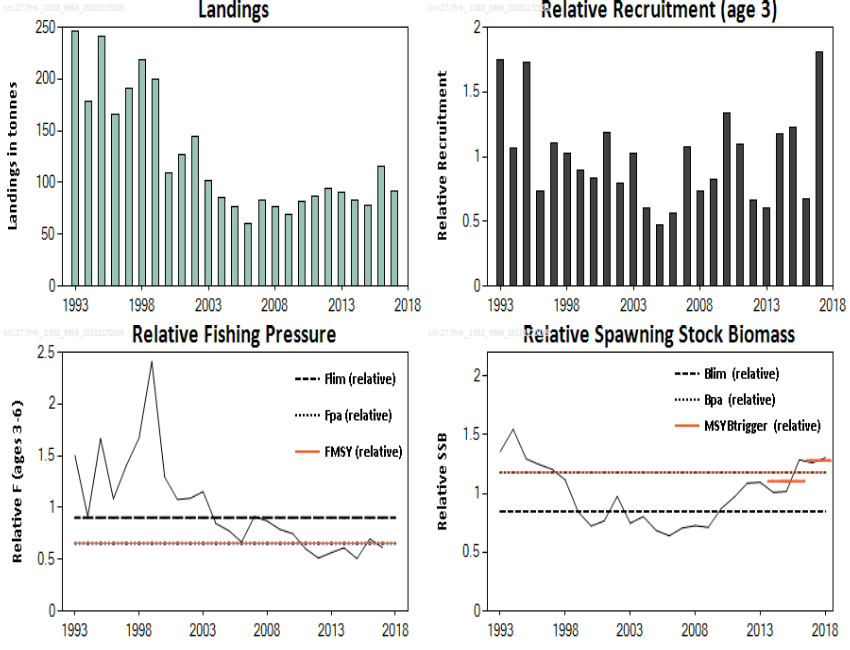 Landings
250
200
150
100
50
0
Landings in tonnes
1993 1998 2003 2008 2013 2018
Relative Recruitment (age 3)
2
1.5
1
0.5
0
Relative Recruitment
1993 1998 2003 2008 2013 2018
Relative Fishing Pressure
2.5
2
1.5
1
0.5
0
Relative F (ages 3-6)
Flim (relative)
Fpa (relative)
FMSY (relative)
1993 1998 2003 2008 2013 2018
Relative Spawning Stock Biomass
2
1.5
1
0.5
0
Relative SSB
Blim (relative)
Bpa (relative)
MSYBtrigger (relative)
1993 1998 2003 2008 2013 2018